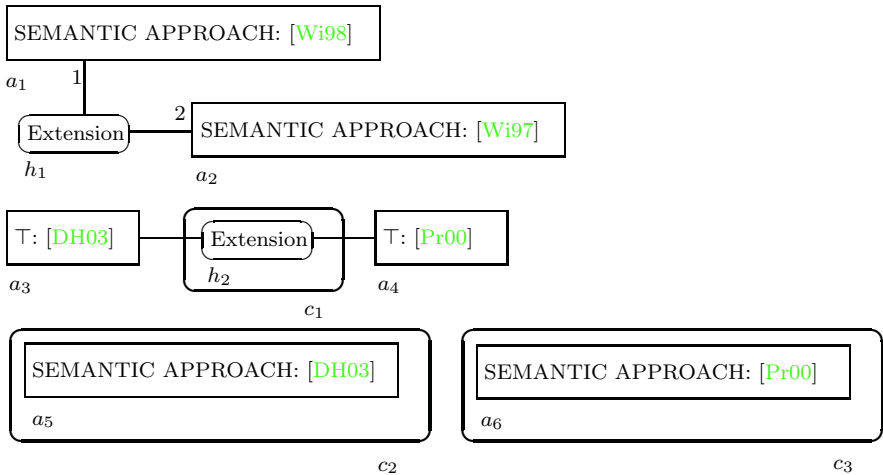 SEMANTIC APPROACH: [Wi98]
a1
1
2
Extension
SEMANTIC APPROACH: [Wi97]
h1
a2
⊤: [DH03]
Extension
⊤: [Pr00]
a3
h2
a4
c1
SEMANTIC APPROACH: [DH03]
SEMANTIC APPROACH: [Pr00]
a5
a6
c2
c3